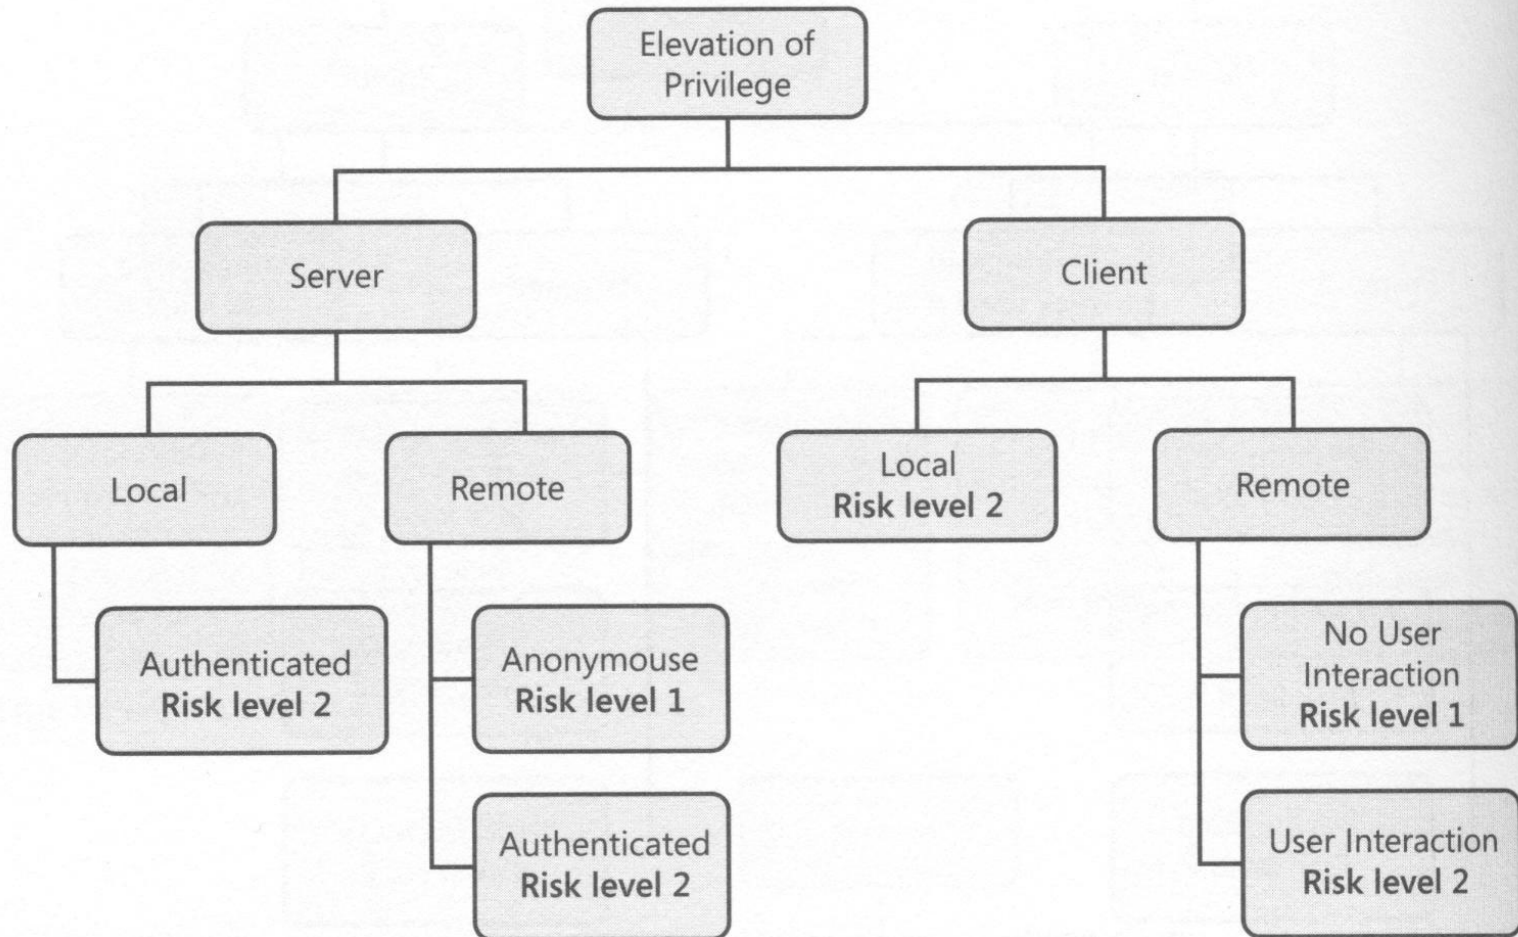 Elevation of
Privilege
Server
Client
Local
Remote
Local
Risk level 2
Remote
Authenticated
Risk level 2
Anonymouse
Risk level 1
No User
Interaction
Risk level 1
Authenticated
Risk level 2
User Interaction
Risk level 2